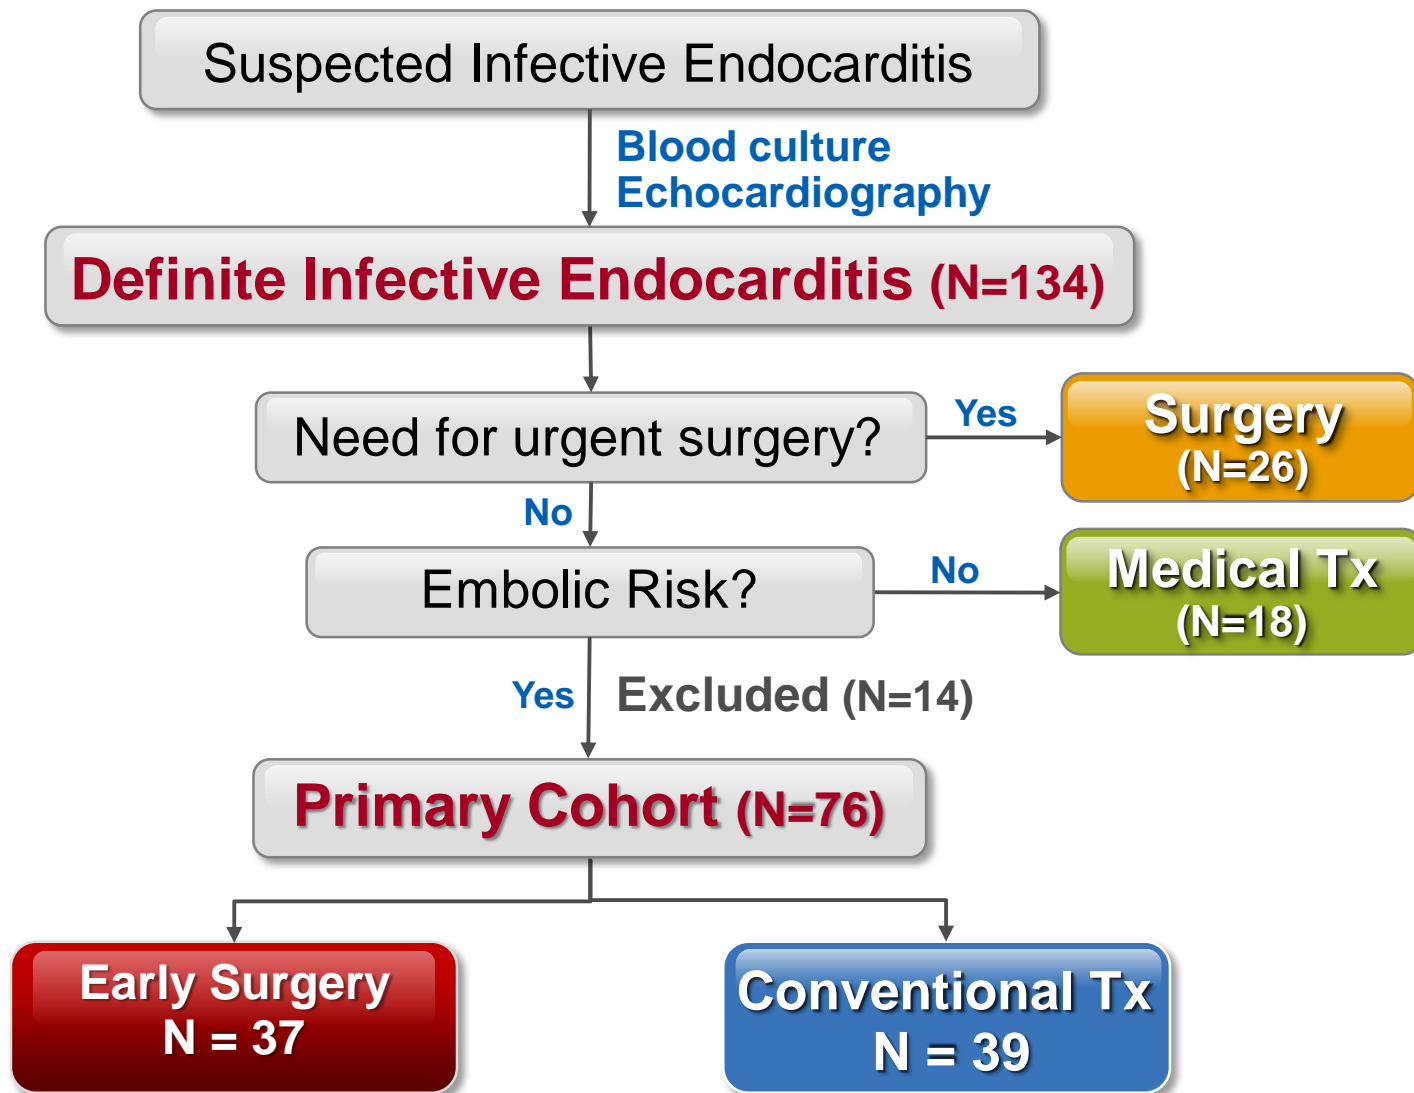 Suspected Infective Endocarditis
Blood culture
Echocardiography
Definite Infective Endocarditis (N=134)
Need for urgent surgery?
Yes
Surgery
(N=26)
No
Embolic Risk?
No
Medical Tx
(N=18)
Yes
Excluded (N=14)
Primary Cohort (N=76)
Early Surgery
N = 37
Conventional Tx
N = 39